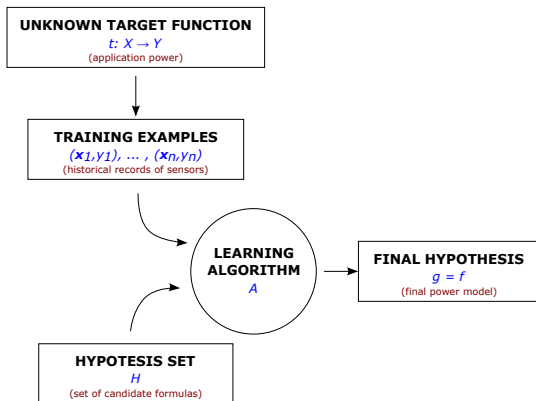 UNKNOWN TARGET FUNCTION
t: X → Y
(application power)
TRAINING EXAMPLES
(x1,y1), ... , (xn,yn)
(historical records of sensors)
LEARNING
ALGORITHM
A
FINAL HYPOTHESIS
g = f
(final power model)
HYPOTESIS SET
H
(set of candidate formulas)